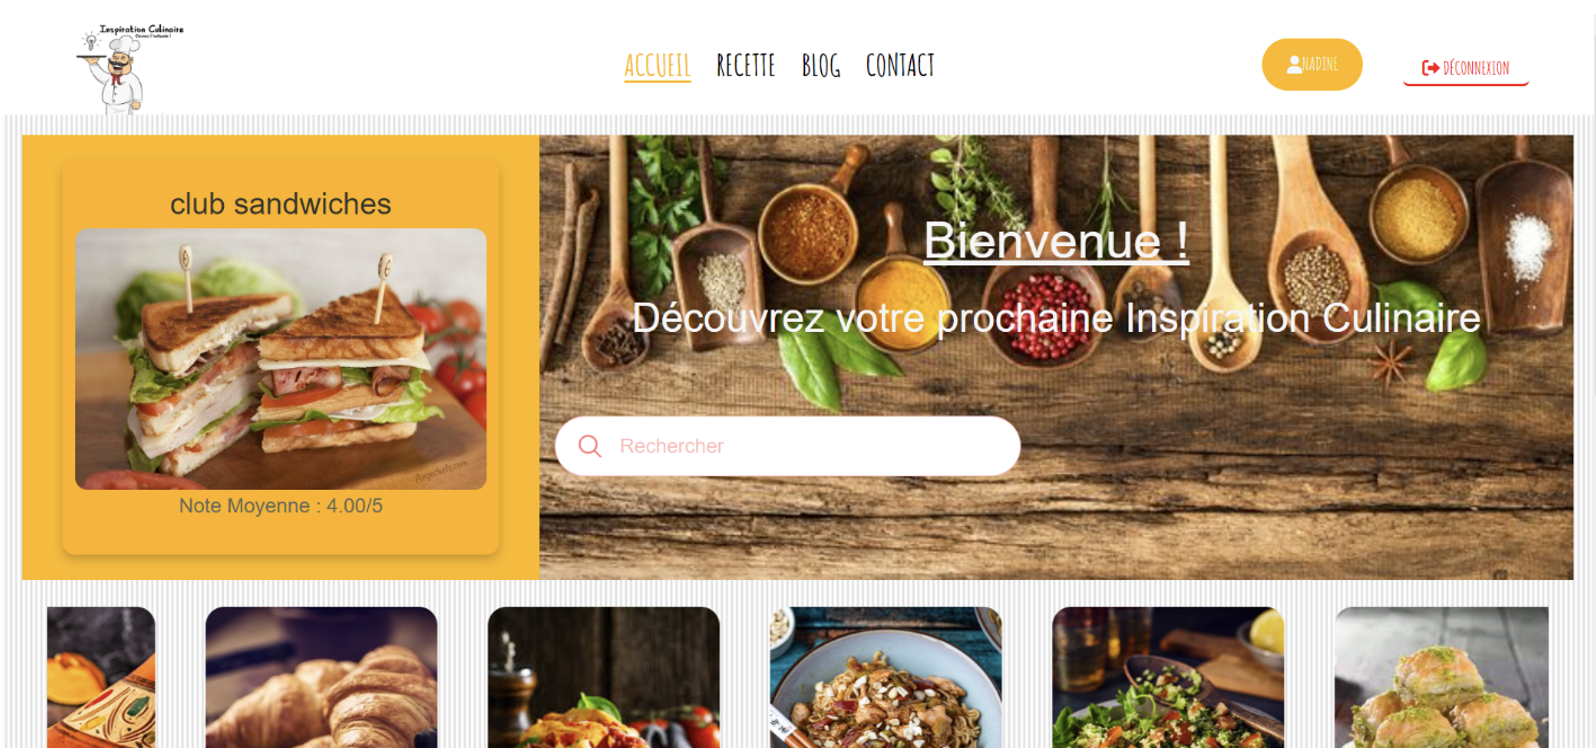 Inspiration Culinaire
ACCUEIL RECETTE BLOG CONTACT
NADINE
DÉCONNEXION
club sandwiches
Note Moyenne : 4.00/5
Bienvenue !
Découvrez votre prochaine Inspiration Culinaire
Rechercher